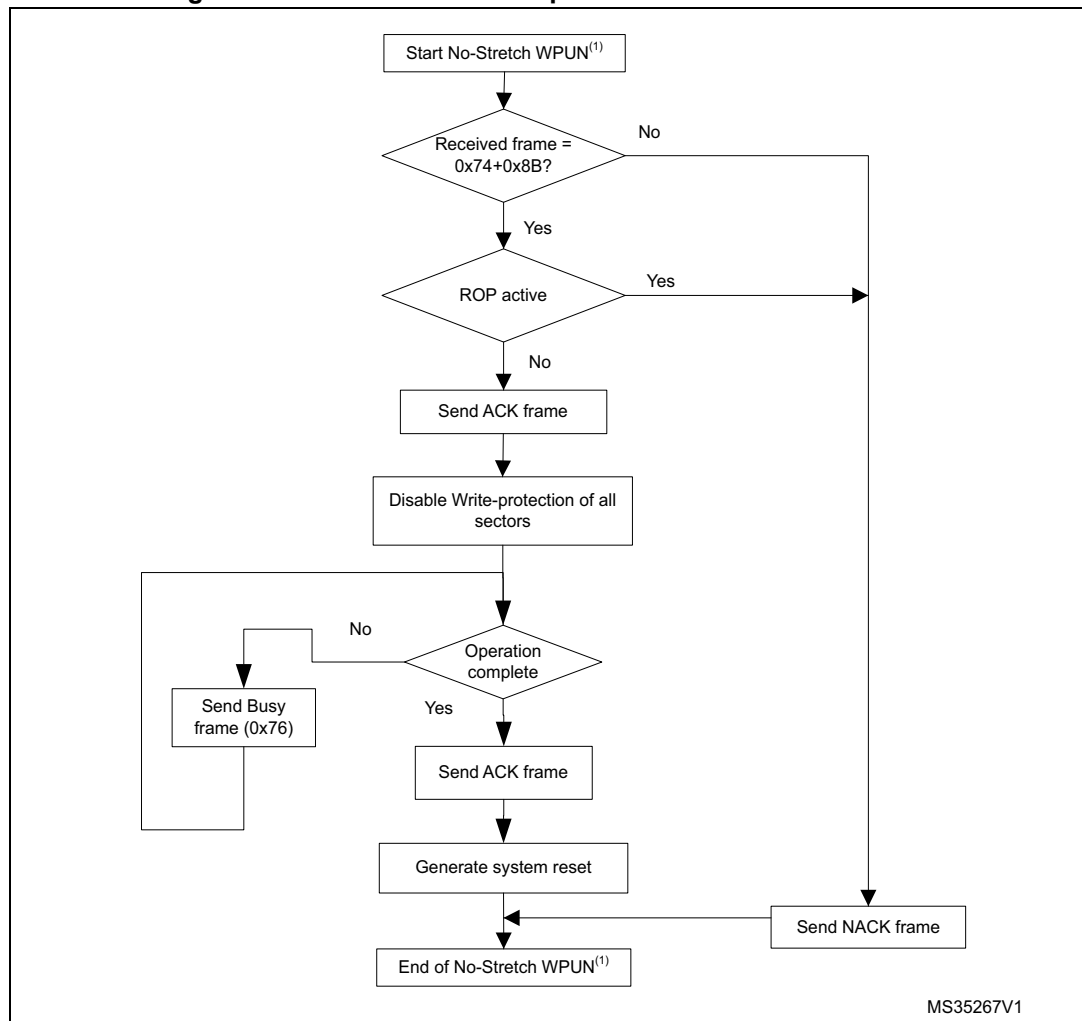 Start No-Stretch WPUN(1)
Received frame =
0x74+0x8B?
No
Yes
ROP active
Yes
No
Send ACK frame
Disable Write-protection of all
sectors
No
Operation
complete
Send Busy
frame (0x76)
Yes
Send ACK frame
Generate system reset
Send NACK frame
End of No-Stretch WPUN(1)
MS35267V1